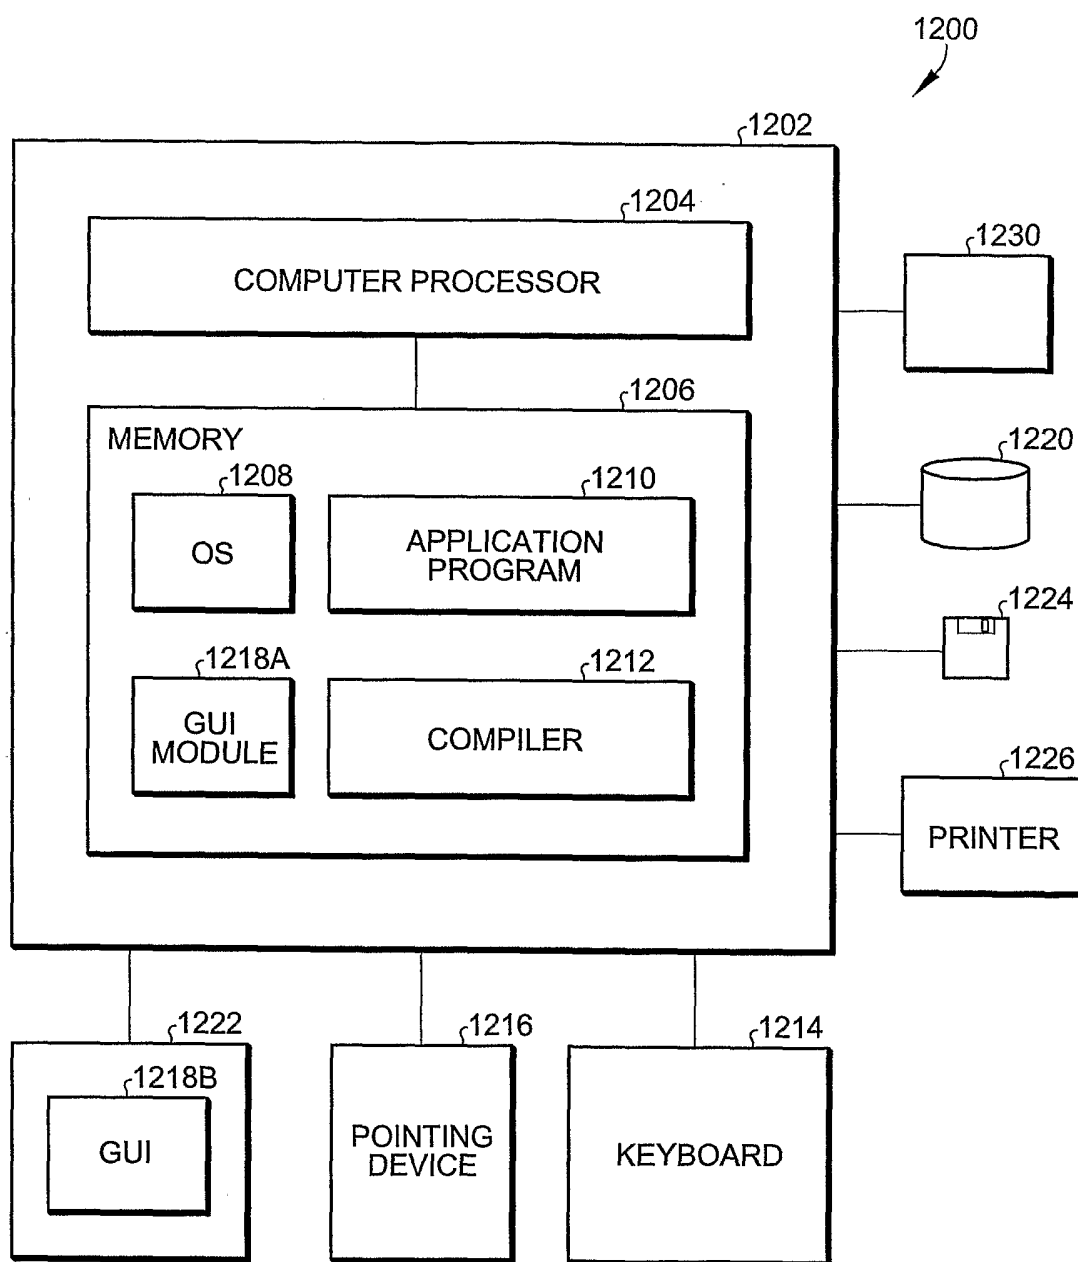 1200
1202
1204
COMPUTER PROCESSOR
1230
1206
MEMORY
1208
OS
1210
APPLICATION
PROGRAM
1220
1224
1218A
GUI
MODULE
1212
COMPILER
1226
PRINTER
1222
1218B
GUI
1216
POINTING
DEVICE
1214
KEYBOARD